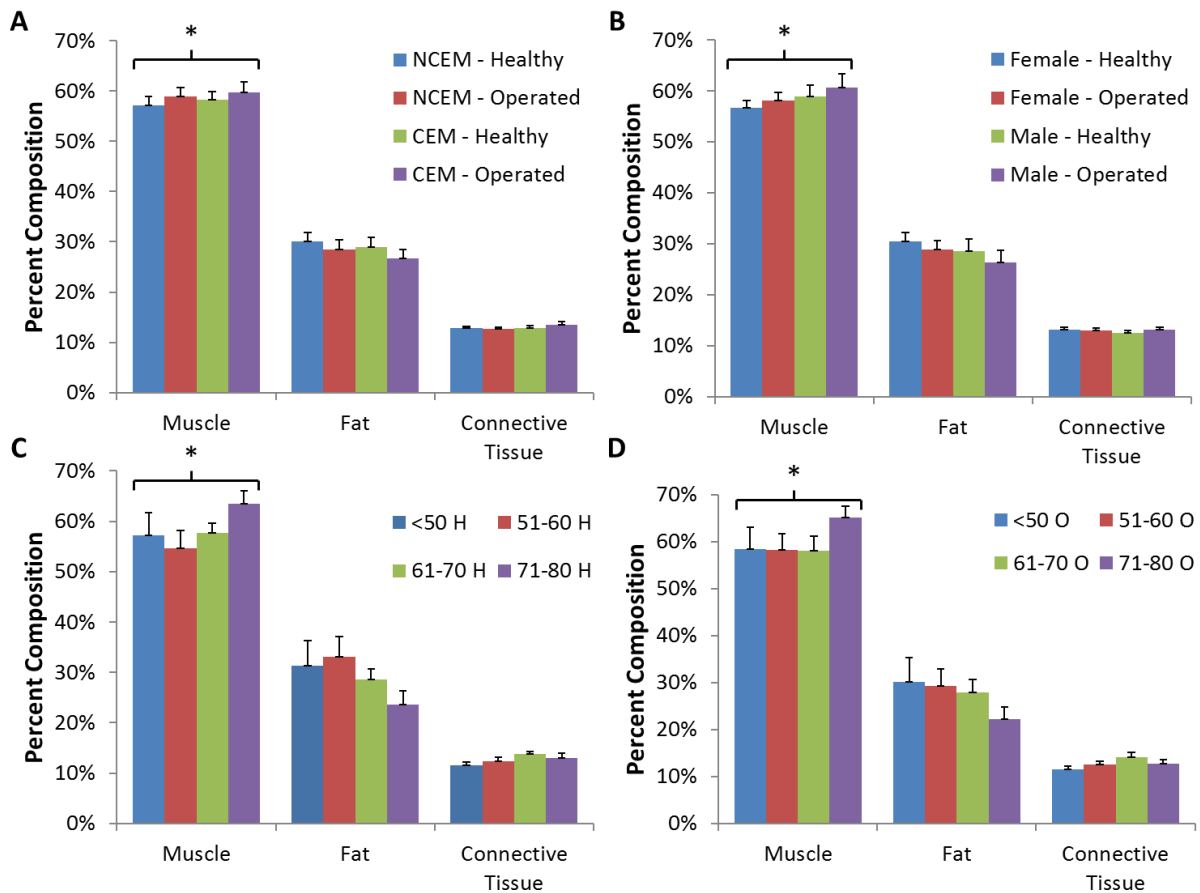 A
Percent Composition
70%
60%
50%
40%
30%
20%
10%
0%
*
NCEM - Healthy
NCEM - Operated
CEM - Healthy
CEM - Operated
Muscle
Fat
Connective
Tissue
B
Percent Composition
70%
60%
50%
40%
30%
20%
10%
0%
*
Female - Healthy
Female - Operated
Male - Healthy
Male - Operated
Muscle
Fat
Connective
Tissue
C
Percent Composition
70%
60%
50%
40%
30%
20%
10%
0%
*
<50 H
51-60 H
61-70 H
71-80 H
Muscle
Fat
Connective
Tissue
D
Percent Composition
70%
60%
50%
40%
30%
20%
10%
0%
*
<50 O
51-60 O
61-70 O
71-80 O
Muscle
Fat
Connective
Tissue